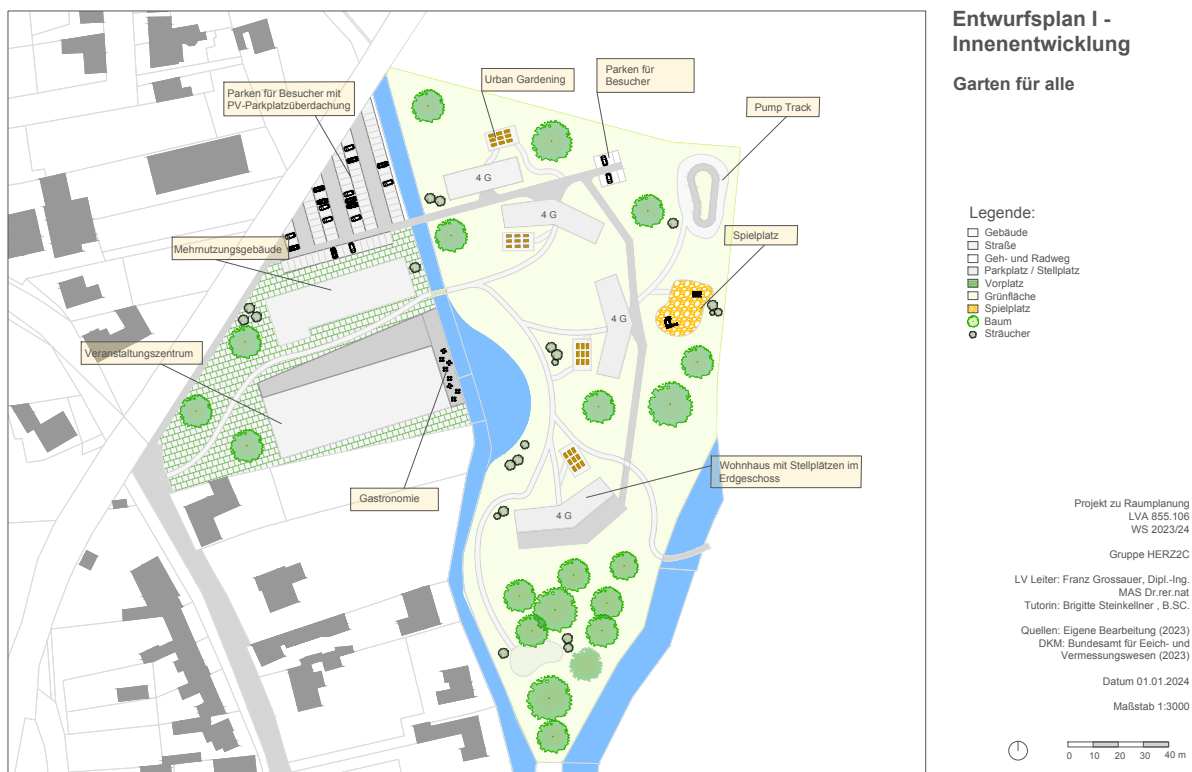 Entwurfsplan I -
Innenentwicklung
Garten für alle
Parken für Besucher mit
PV-Parkplatzüberdachung
Urban Gardening
Parken für
Besucher
Pump Track
4 G
4 G
Mehrnutzungsgebäude
Spielplatz
4 G
Veranstaltungszentrum
Gastronomie
Wohnhaus mit Stellplätzen im
Erdgeschoss
4 G
Legende:
Gebäude
Straße
Geh- und Radweg
Parkplatz / Stellplatz
Vorplatz
Grünfläche
Spielplatz
Baum
Sträucher
Projekt zu Raumplanung
LVA 855.106
WS 2023/24
Gruppe HERZ2C
LV Leiter: Franz Grossauer, Dipl.-Ing.
MAS Dr.rer.nat
Tutorin: Brigitte Steinkellner , B.SC.
Quellen: Eigene Bearbeitung (2023)
DKM: Bundesamt für Eeich- und
Vermessungswesen (2023)
Datum 01.01.2024
Maßstab 1:3000
0 10 20 30 40 m